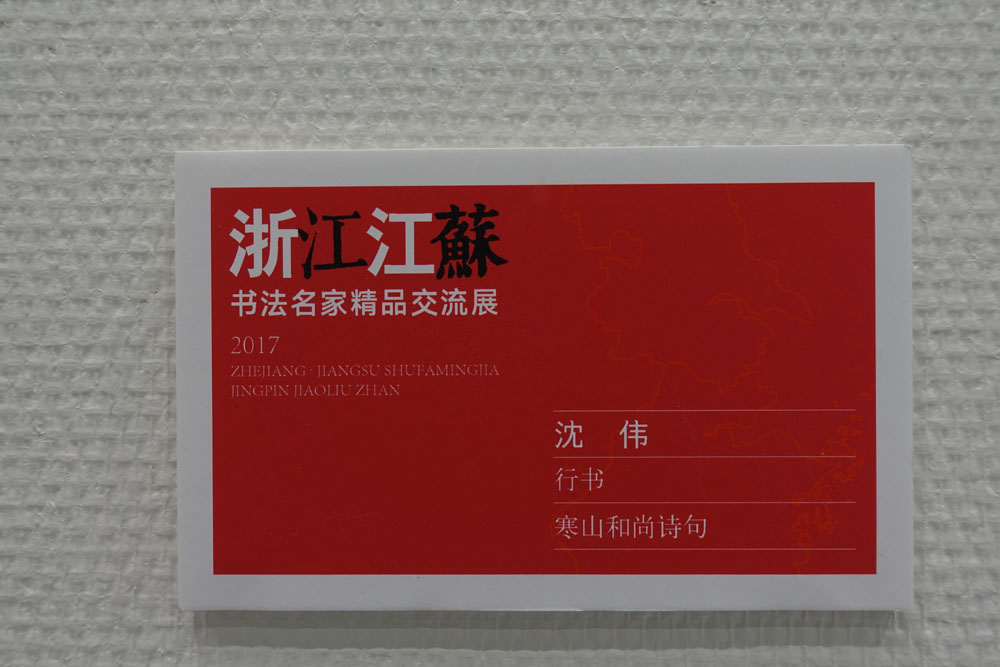 浙江江蘇
书法名家精品交流展
2017
ZHEJIANG · JIANGSU SHUFAMINGJIA
JINGPIN JIAOLIU ZHAN
沈 伟
行书
寒山和尚诗句